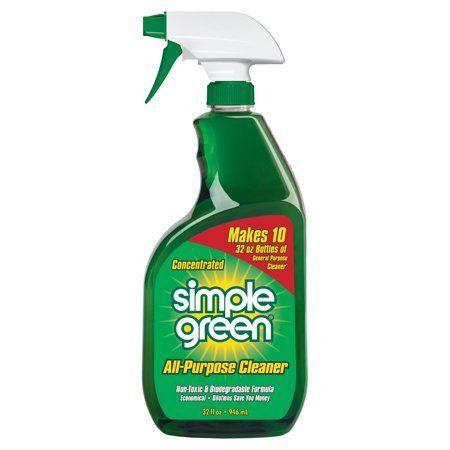 Makes 10
32 oz Bottles of
General Purpose
Cleaner*
Concentrated
simple
green®
All-Purpose Cleaner
Non-Toxic & Biodegradable Formula
Economical • Dilutions Save You Money
32 fl oz • 946 mL